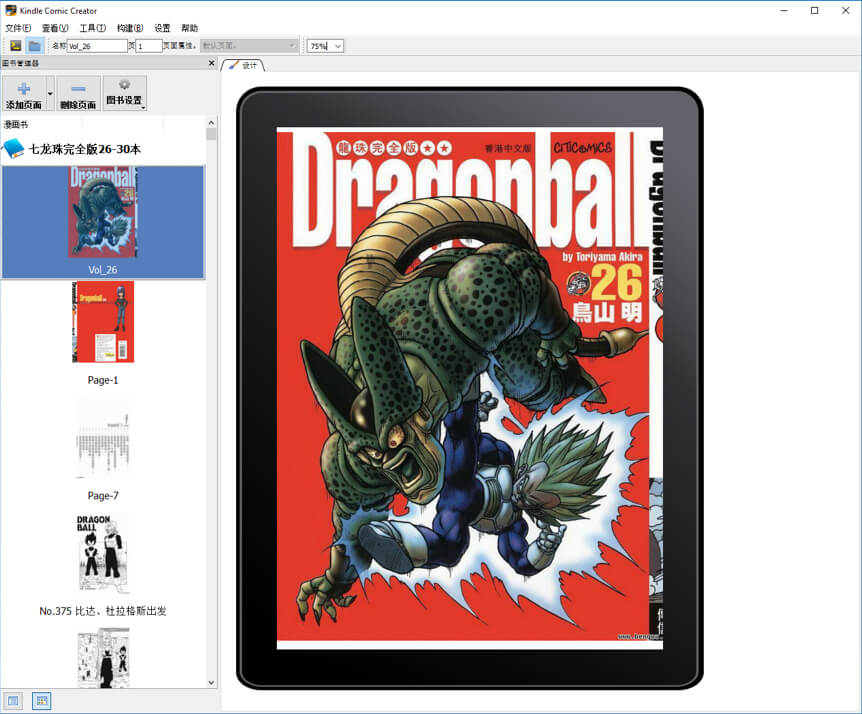 Kindle Comic Creator
文件(F) 查看(V) 工具(T) 构建(B) 设置 帮助
名称 Vol_26 页 1 页面属性。 默认页面。 75%
图书管理器
设计
添加页面 删除页面 图书设置
漫画书
七龙珠完全版26-30本
Dragonball
Vol_26
Dragonball
Page-1
Page-7
DRAGON
BALL
No.375 比达、杜拉格斯出发
龍珠完全版★★
香港中文版
CITICOMICS
Dragonball
by Toriyama Akira
26
鳥山 明